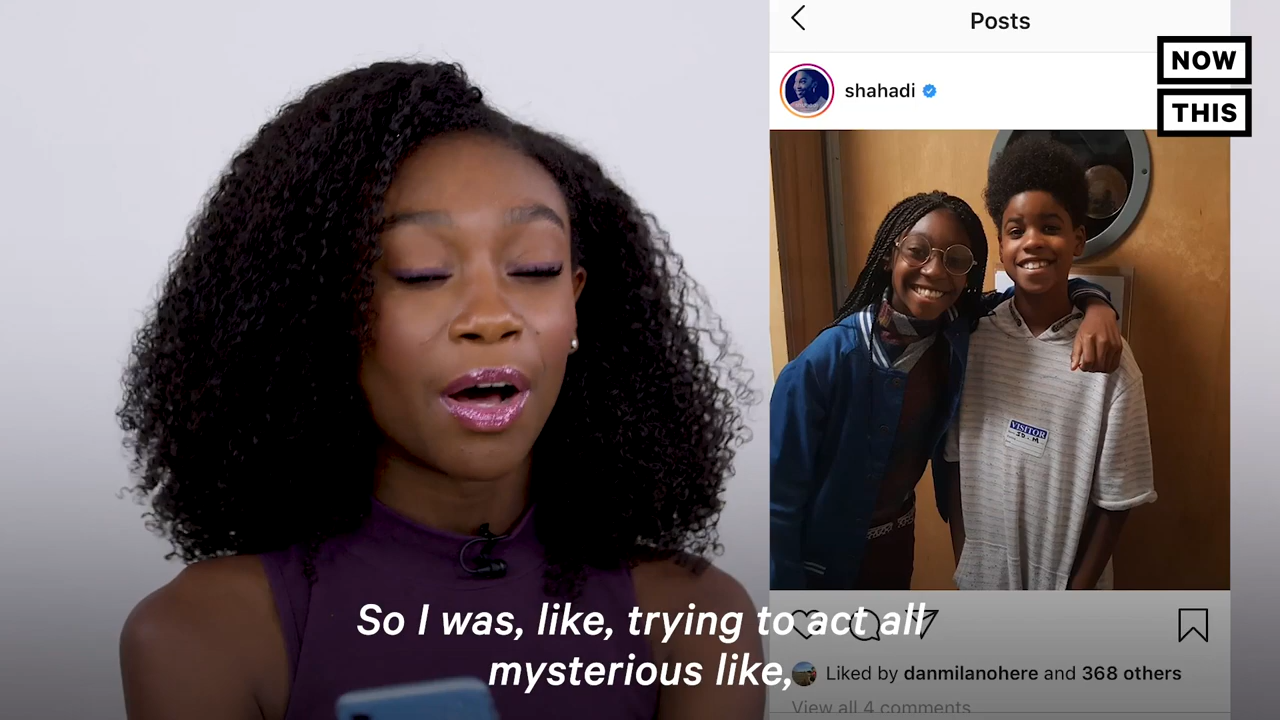 Posts
NOW
THIS
shahadi
VISITOR
JD-M
So I was, like, trying to act all
mysterious like,
Liked by danmilanohere and 368 others
View all 4 comments